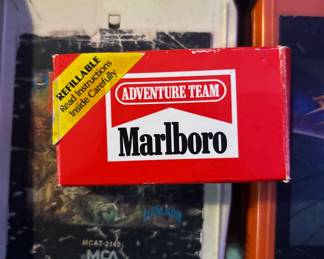 REFILLABLE
Read Instructions
Inside Carefully
ADVENTURE TEAM
Marlboro
MCAT-2143
MCA